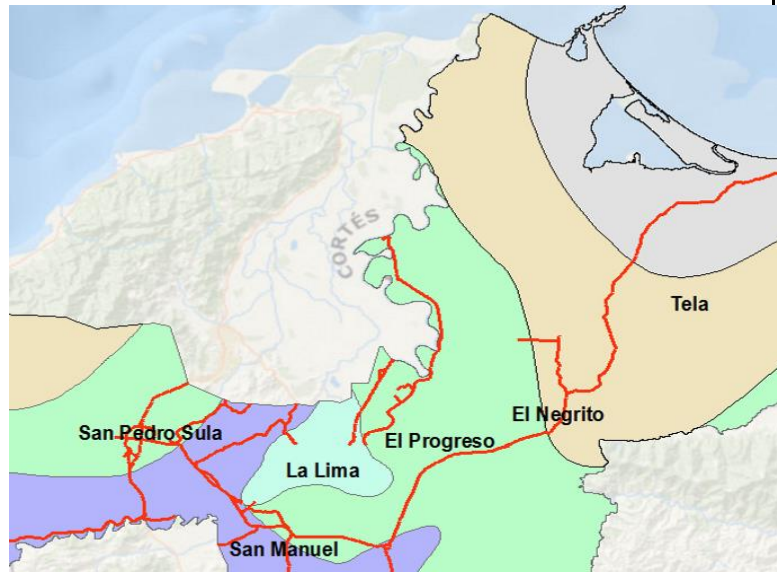 CORTÉS
Tela
El Negrito
San Pedro Sula
El Progreso
La Lima
San Manuel